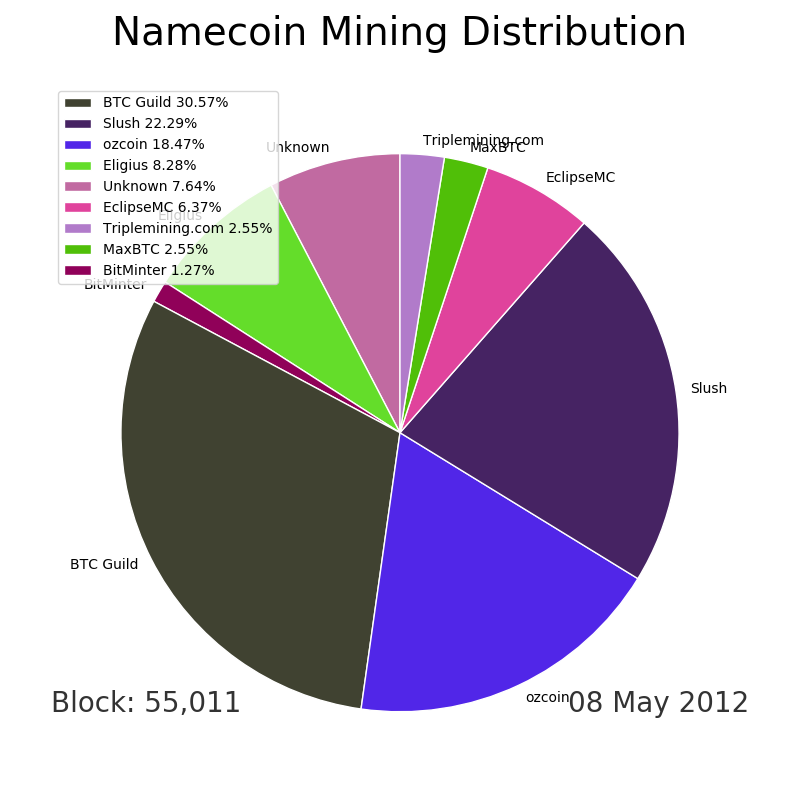 Namecoin Mining Distribution
BTC Guild 30.57%
Slush 22.29%
ozcoin 18.47%
Eligius 8.28%
Unknown 7.64%
EclipseMC 6.37%
Triplemining.com 2.55%
MaxBTC 2.55%
BitMinter 1.27%
Triplemining.com
MaxBTC
Unknown
EclipseMC
Eligius
BitMinter
Slush
BTC Guild
ozcoin
Block: 55,011
08 May 2012